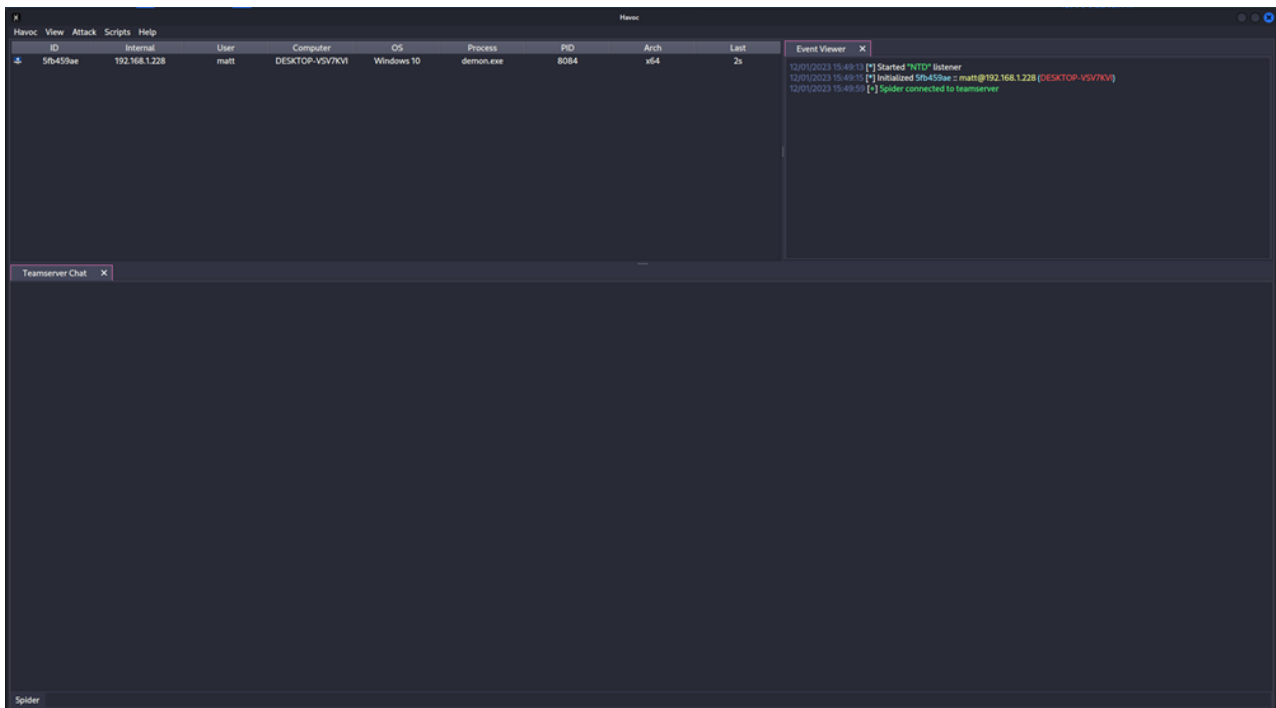 Havoc
Havoc View Attack Scripts Help
ID Internal User Computer OS Process PID Arch Last
5fb459ae 192.168.1.228 matt DESKTOP-VSV7KVI Windows 10 demon.exe 8084 x64 2s
Event Viewer X
12/01/2023 15:49:13 [*] Started "NTD" listener
12/01/2023 15:49:15 [*] Initialized 5fb459ae :: matt@192.168.1.228 (DESKTOP-VSV7KVI)
12/01/2023 15:49:59 [+] 5pider connected to teamserver
Teamserver Chat X
5pider